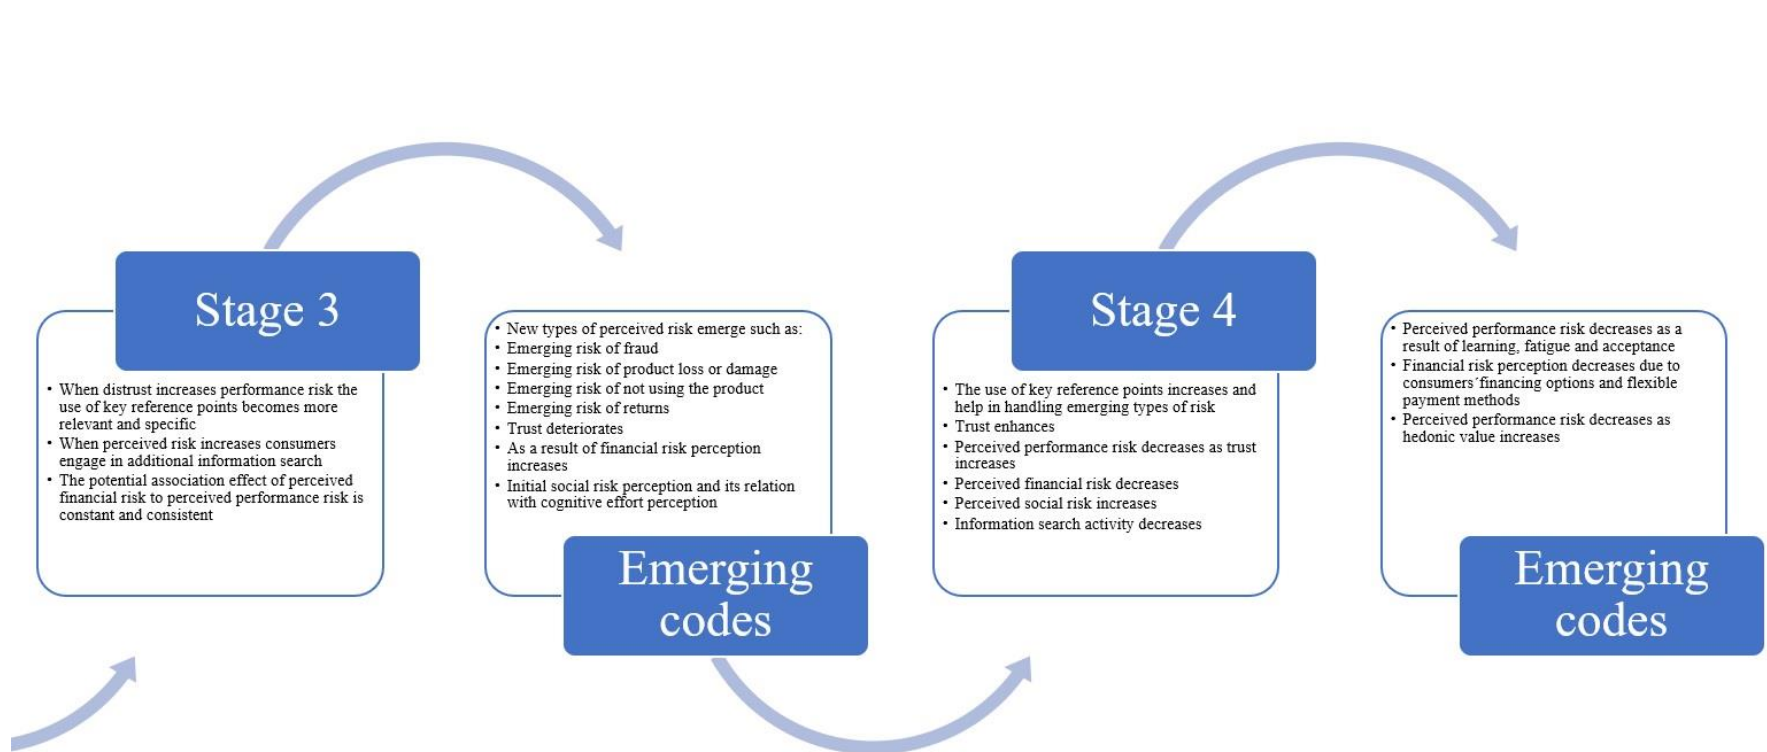 Stage 3
• When distrust increases performance risk the
use of key reference points becomes more
relevant and specific
• When perceived risk increases consumers
engage in additional information search
• The potential association effect of perceived
financial risk to perceived performance risk is
constant and consistent
• New types of perceived risk emerge such as:
• Emerging risk of fraud
• Emerging risk of product loss or damage
• Emerging risk of not using the product
• Emerging risk of returns
• Trust deteriorates
• As a result of financial risk perception
increases
• Initial social risk perception and its relation
with cognitive effort perception
Emerging
codes
Stage 4
• The use of key reference points increases and
help in handling emerging types of risk
• Trust enhances
• Perceived performance risk decreases as trust
increases
• Perceived financial risk decreases
• Perceived social risk increases
• Information search activity decreases
• Perceived performance risk decreases as a
result of learning, fatigue and acceptance
• Financial risk perception decreases due to
consumers´financing options and flexible
payment methods
• Perceived performance risk decreases as
hedonic value increases
Emerging
codes